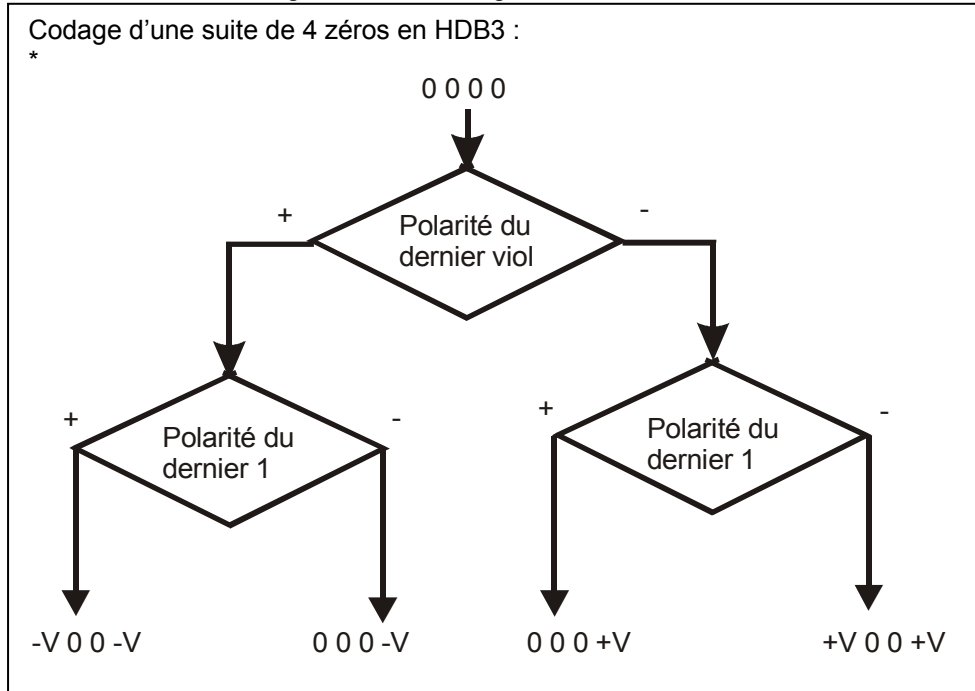 Codage d’une suite de 4 zéros en HDB3 :
*
0 0 0 0
+
-
Polarité du
dernier viol
+
-
Polarité du
dernier 1
+
-
Polarité du
dernier 1
-V 0 0 -V
0 0 0 -V
0 0 0 +V
+V 0 0 +V